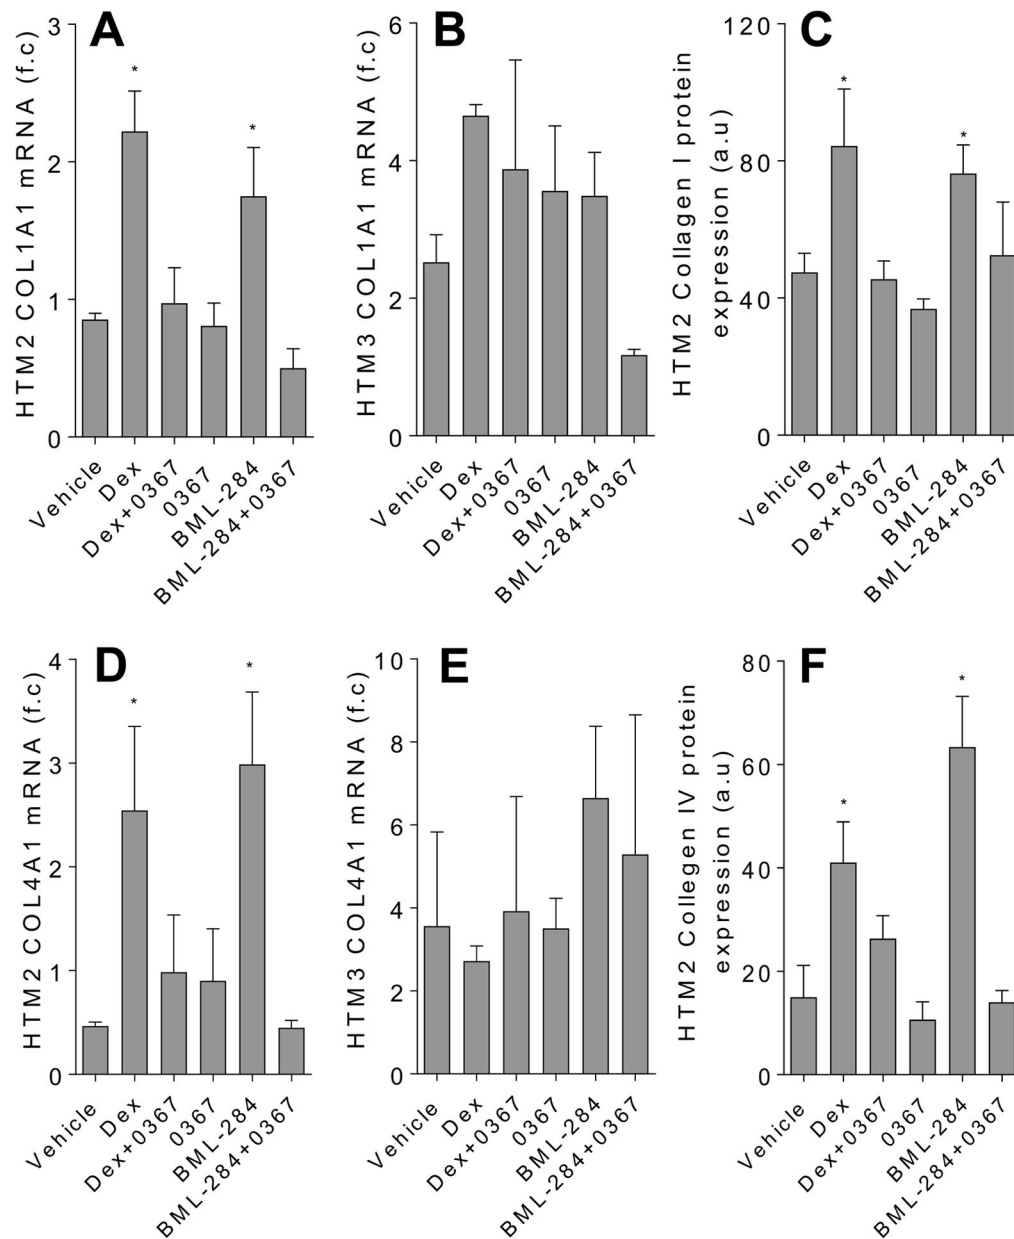 A
HTM2 COL1A1 mRNA (f.c)
3
2
1
0
*
*
Vehicle
Dex
Dex+0367
0367
BML-284
BML-284+0367
B
HTM3 COL1A1 mRNA (f.c)
6
4
2
0
Vehicle
Dex
Dex+0367
0367
BML-284
BML-284+0367
C
HTM2 Collagen I protein
expression (a.u)
120
80
40
0
*
*
Vehicle
Dex
Dex+0367
0367
BML-284
BML-284+0367
D
HTM2 COL4A1 mRNA (f.c)
4
3
2
1
0
*
*
Vehicle
Dex
Dex+0367
0367
BML-284
BML-284+0367
E
HTM3 COL4A1 mRNA (f.c)
10
8
6
4
2
0
Vehicle
Dex
Dex+0367
0367
BML-284
BML-284+0367
F
HTM2 Collegen IV protein
expression (a.u)
80
60
40
20
0
*
*
Vehicle
Dex
Dex+0367
0367
BML-284
BML-284+0367